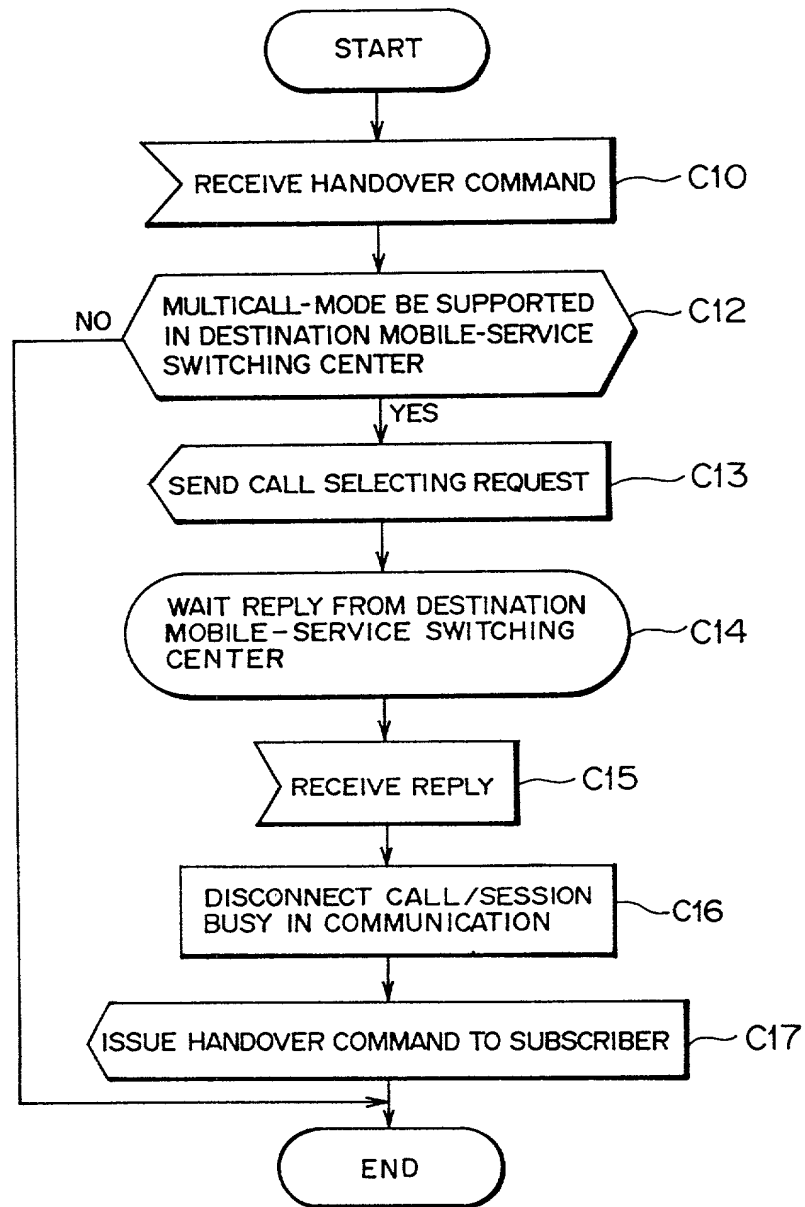 START
RECEIVE HANDOVER COMMAND
C10
MULTICALL-MODE BE SUPPORTED
IN DESTINATION MOBILE-SERVICE
SWITCHING CENTER
C12
NO
YES
SEND CALL SELECTING REQUEST
C13
WAIT REPLY FROM DESTINATION
MOBILE-SERVICE SWITCHING
CENTER
C14
RECEIVE REPLY
C15
DISCONNECT CALL/SESSION
BUSY IN COMMUNICATION
C16
ISSUE HANDOVER COMMAND TO SUBSCRIBER
C17
END